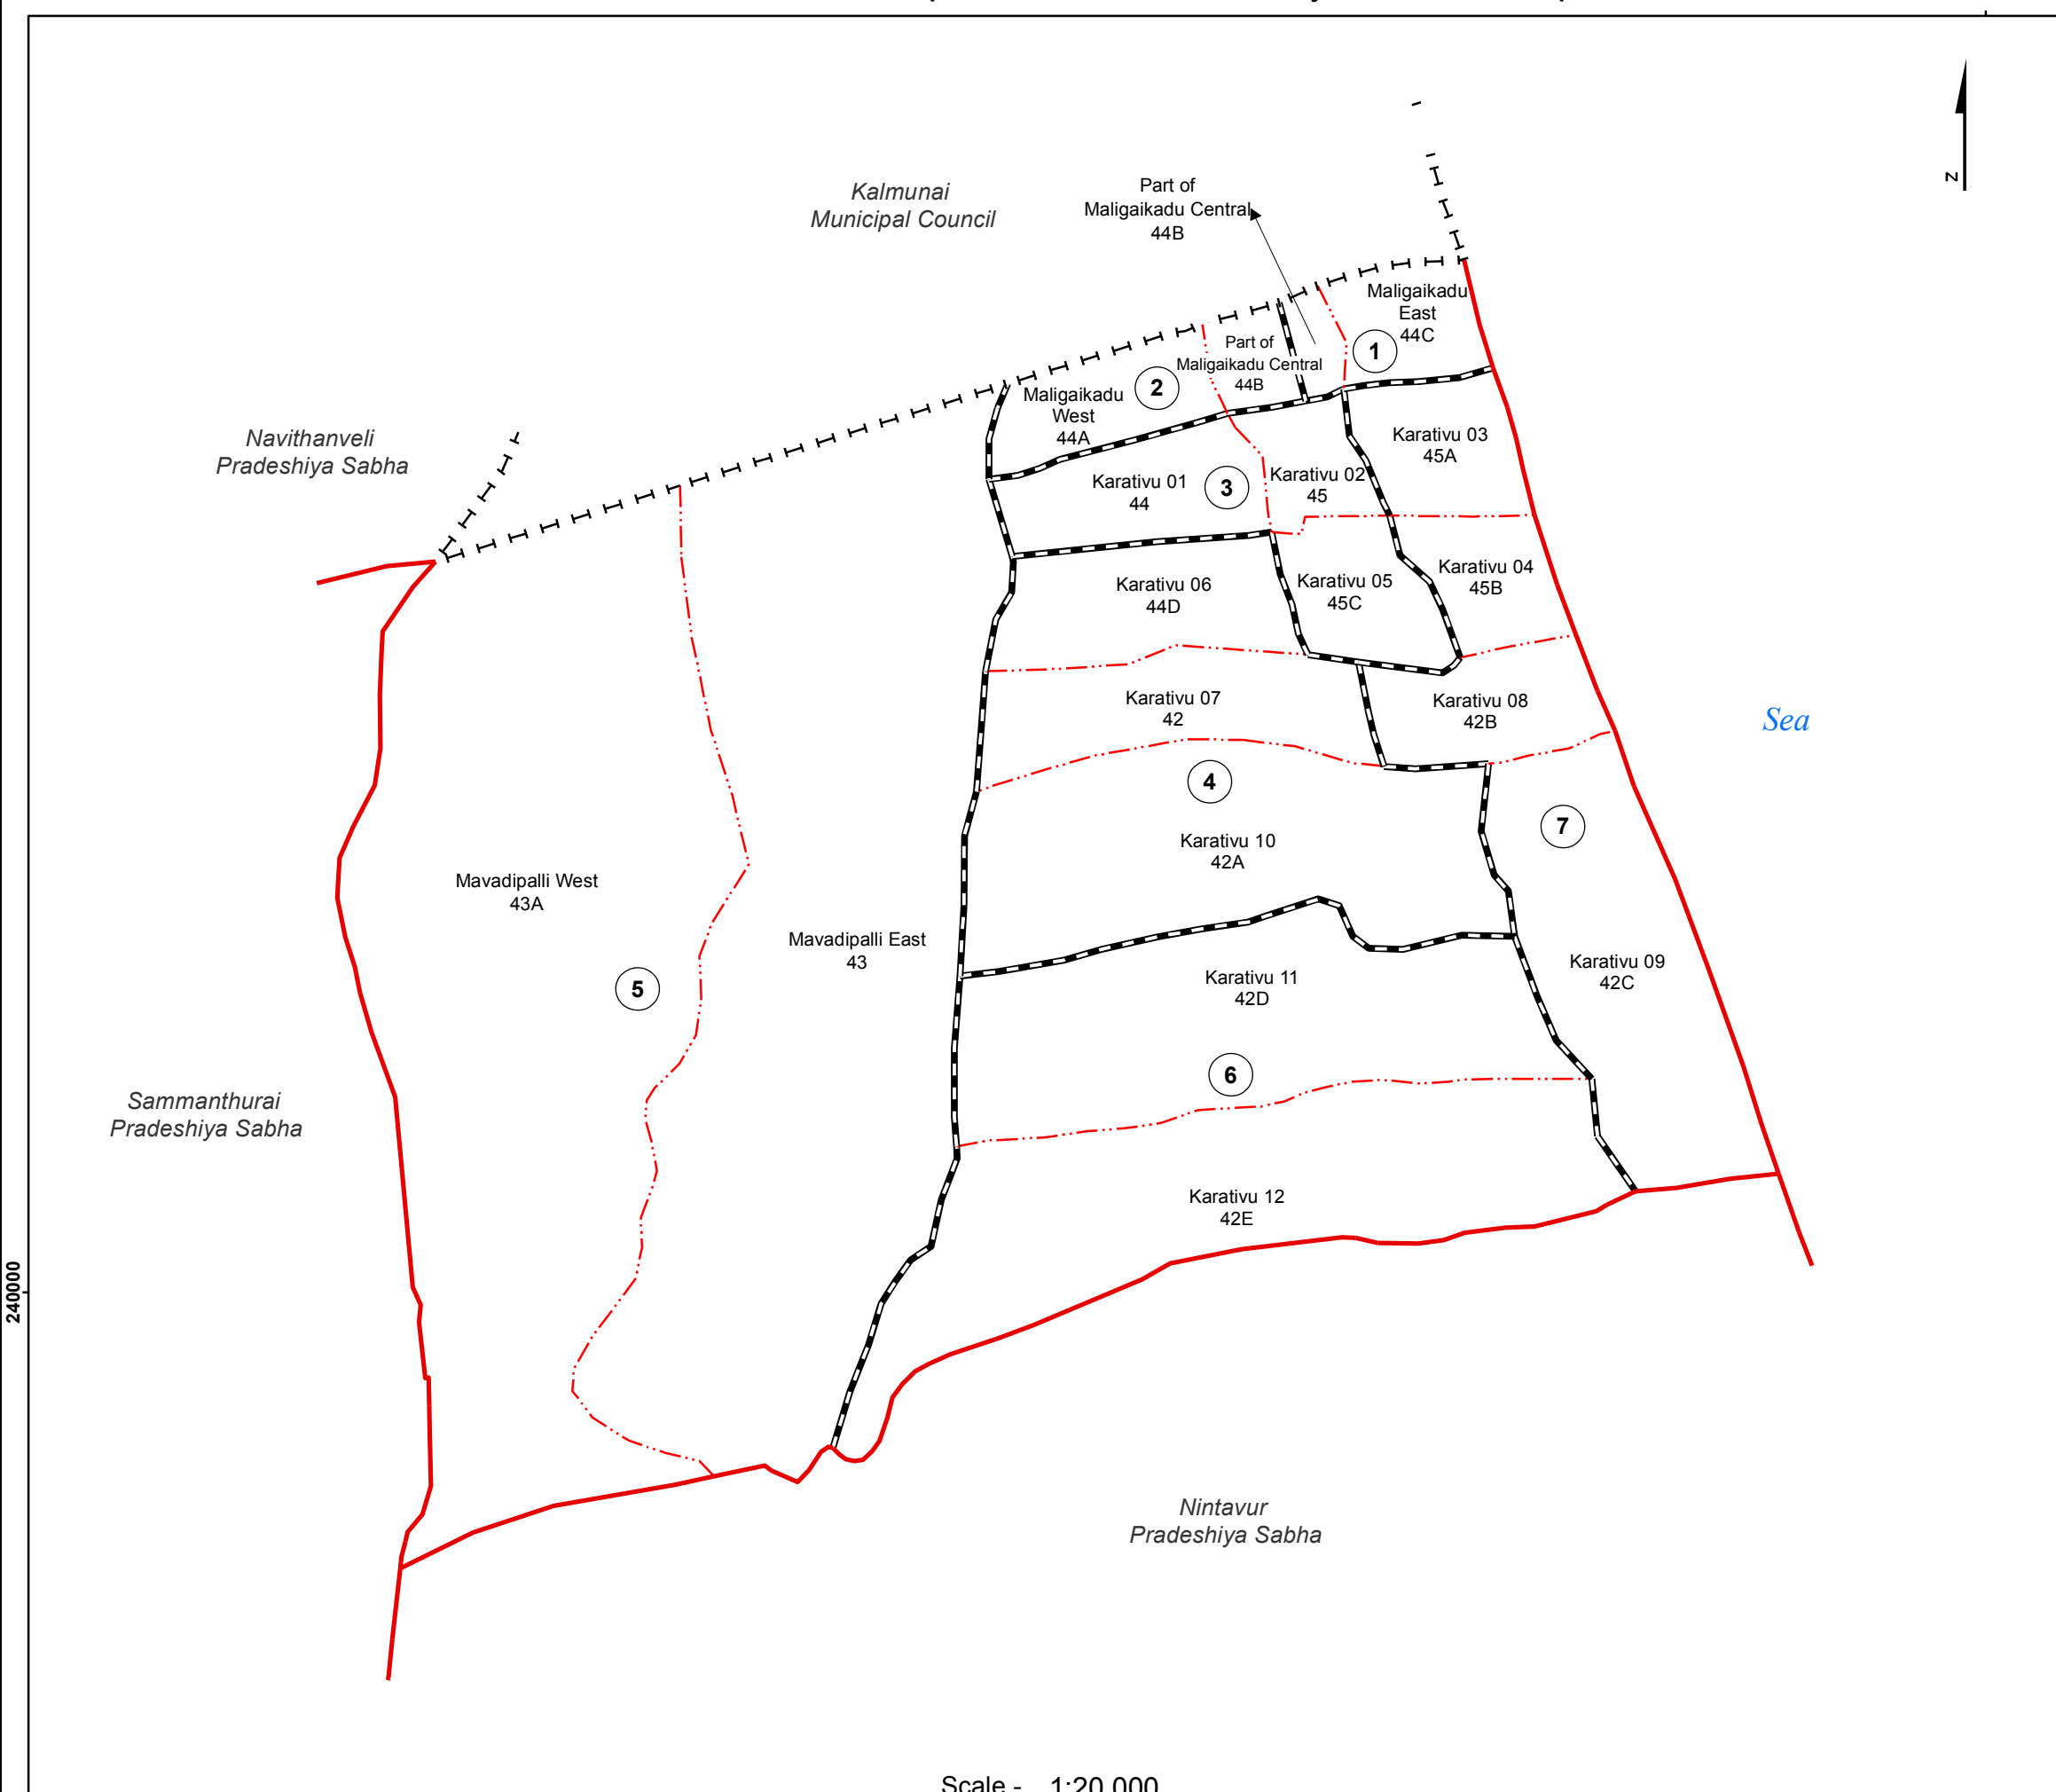 z
Kalmunai
Municipal Council
Part of
Maligaikadu Central
44B
Maligaikadu
East
44C
1
Part of
Maligaikadu Central
44B
2
Maligaikadu
West
44A
Navithanveli
Pradeshiya Sabha
Karativu 03
45A
Karativu 01
44
3
Karativu 02
45
Karativu 06
44D
Karativu 05
45C
Karativu 04
45B
Karativu 07
42
Karativu 08
42B
Sea
4
7
Karativu 10
42A
Mavadipalli West
43A
Mavadipalli East
43
5
Karativu 11
42D
Karativu 09
42C
6
Sammanthurai
Pradeshiya Sabha
Karativu 12
42E
240000
Nintavur
Pradeshiya Sabha
Scale - 1:20,000